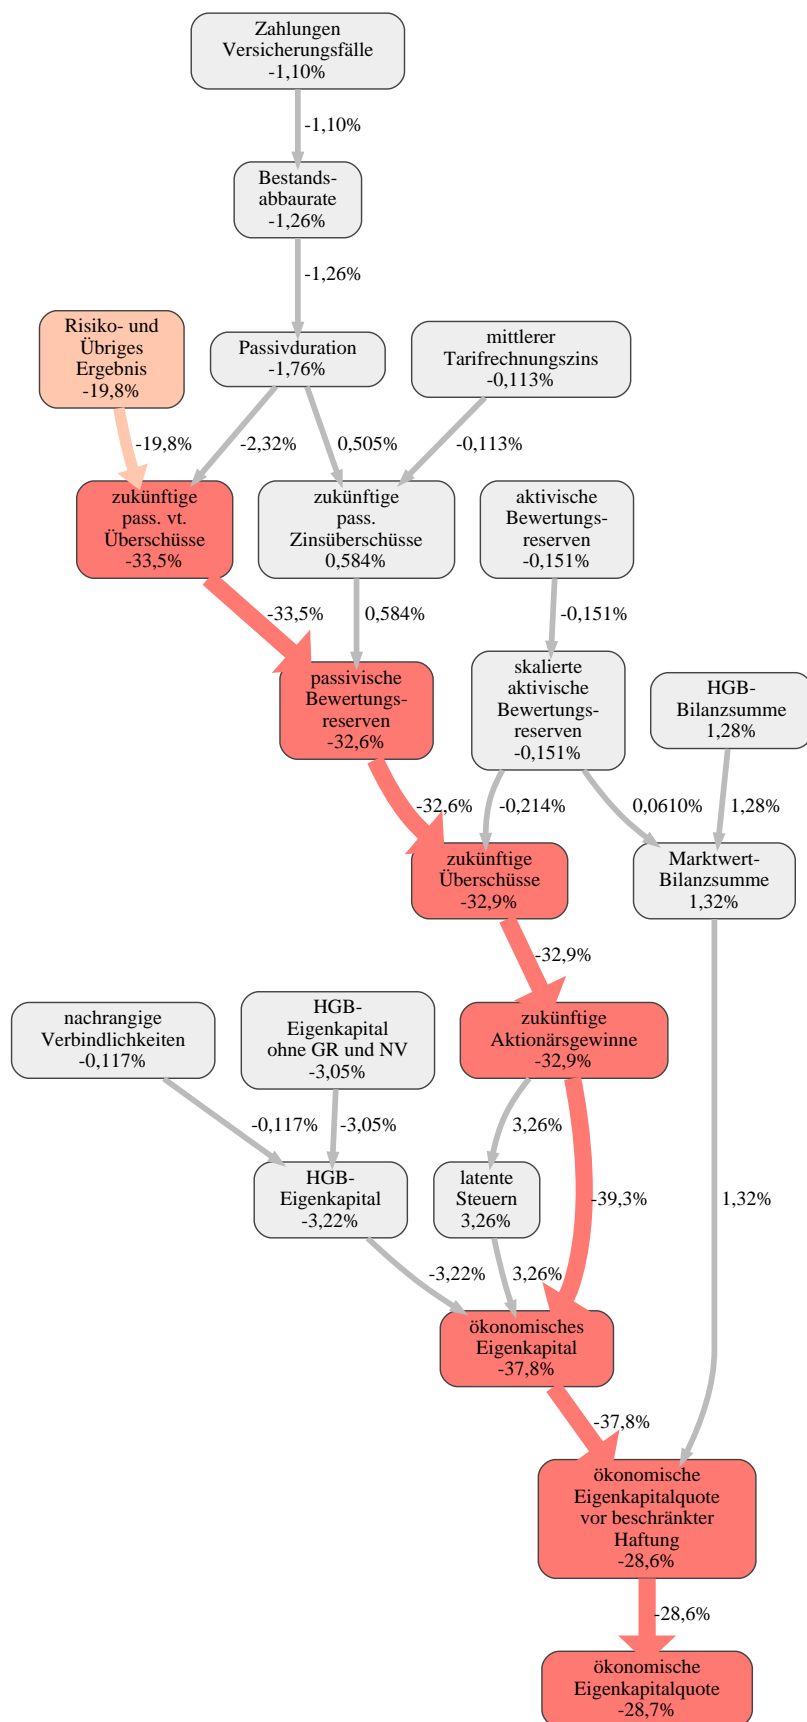 Zahlungen
Versicherungsfälle
-1,10%
-1,10%
Bestands-
abbaurate
-1,26%
-1,26%
Risiko- und
Übriges
Ergebnis
-19,8%
Passivduration
-1,76%
mittlerer
Tarifrechnungszins
-0,113%
-19,8%
-2,32%
0,505%
-0,113%
zukünftige
pass. vt.
Überschüsse
-33,5%
zukünftige
pass.
Zinsüberschüsse
0,584%
aktivische
Bewertungs-
reserven
-0,151%
-33,5%
0,584%
-0,151%
passivische
Bewertungs-
reserven
-32,6%
skalierte
aktivische
Bewertungs-
reserven
-0,151%
HGB-
Bilanzsumme
1,28%
-32,6%
-0,214%
0,0610%
1,28%
zukünftige
Überschüsse
-32,9%
Marktwert-
Bilanzsumme
1,32%
-32,9%
nachrangige
Verbindlichkeiten
-0,117%
HGB-
Eigenkapital
ohne GR und NV
-3,05%
zukünftige
Aktionärsgewinne
-32,9%
-0,117%
-3,05%
3,26%
HGB-
Eigenkapital
-3,22%
latente
Steuern
3,26%
-39,3%
1,32%
-3,22%
3,26%
ökonomisches
Eigenkapital
-37,8%
-37,8%
ökonomische
Eigenkapitalquote
vor beschränkter
Haftung
-28,6%
-28,6%
ökonomische
Eigenkapitalquote
-28,7%